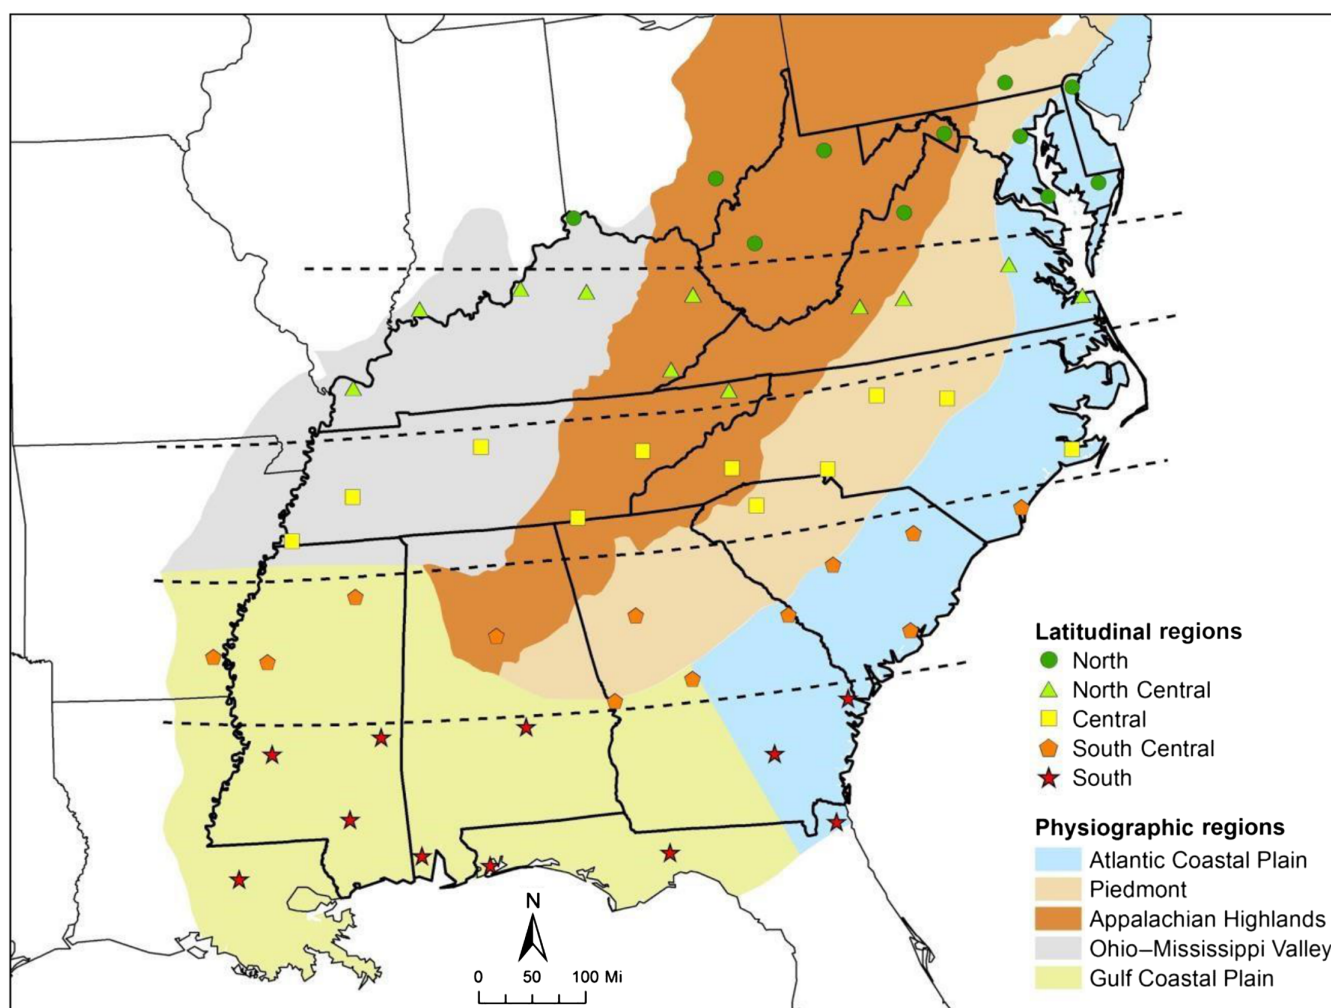 Latitudinal regions
North
North Central
Central
South Central
South
Physiographic regions
Atlantic Coastal Plain
Piedmont
Appalachian Highlands
Ohio–Mississippi Valley
Gulf Coastal Plain
N
0 50 100 Mi